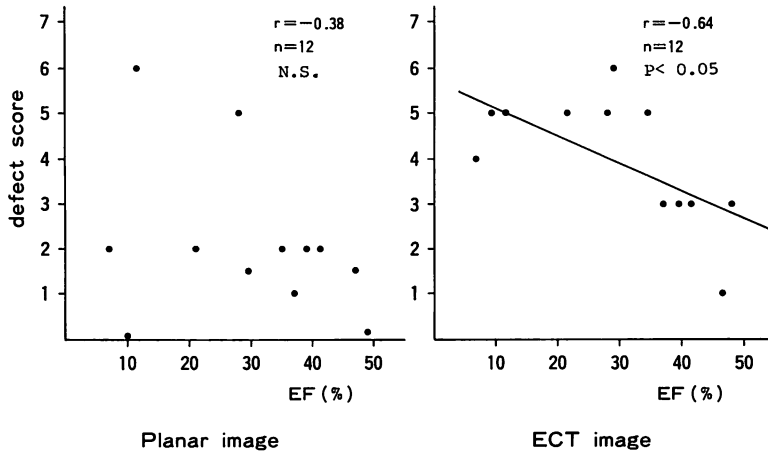 defect score
7
6
5
4
3
2
1
r=−0.38
n=12
N.S.
10 20 30 40 50
EF (%)
Planar image
7
6
5
4
3
2
1
r=−0.64
n=12
P< 0.05
10 20 30 40 50
EF (%)
ECT image